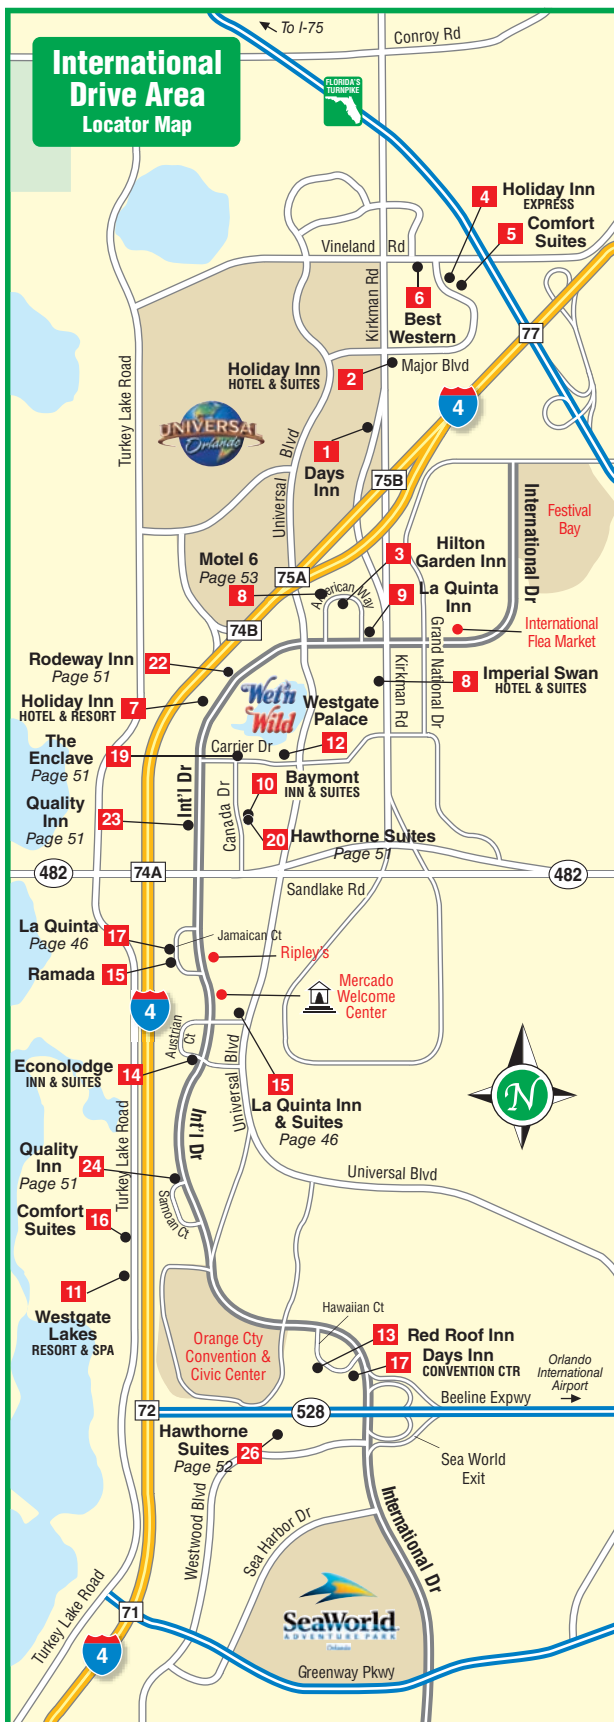 To I-75
Conroy Rd
International
Drive Area
Locator Map
FLORIDA'S
TURNPIKE
4
Holiday Inn
EXPRESS
5
Comfort
Suites
Vineland Rd
6
Best
Western
Kirkman Rd
77
Holiday Inn
HOTEL & SUITES
2
Major Blvd
Turkey Lake Road
4
UNIVERSAL
Orlando
Universal Blvd
1
Days
Inn
75B
International Dr
Festival
Bay
Motel 6
Page 53
8
75A
3
Hilton
Garden Inn
American Way
9
La Quinta
Inn
74B
International
Flea Market
Grand National Dr
Rodeway Inn
Page 51
22
Kirkman Rd
8
Imperial Swan
HOTEL & SUITES
Holiday Inn
HOTEL & RESORT
7
Wet'n
Wild
Westgate
Palace
12
The
Enclave
Page 51
19
Carrier Dr
Int'l Dr
Canada Dr
10
Baymont
INN & SUITES
Quality
Inn
Page 51
23
20
Hawthorne Suites
Page 51
482
74A
482
Sandlake Rd
La Quinta
Page 46
17
Jamaican Ct
Ripley's
Ramada
15
Mercado
Welcome
Center
4
Austrian Ct
Universal Blvd
Econolodge
INN & SUITES
14
15
La Quinta Inn
& Suites
Page 46
N
Turkey Lake Road
Int'l Dr
Quality
Inn
Page 51
24
Universal Blvd
Samoan Ct
Comfort
Suites
16
11
Westgate
Lakes
RESORT & SPA
Hawaiian Ct
Orange Cty
Convention &
Civic Center
13
Red Roof Inn
17
Days Inn
CONVENTION CTR
Orlando
International
Airport
Beeline Expwy
72
528
Hawthorne
Suites
Page 52
26
Sea World
Exit
Westwood Blvd
Sea Harbor Dr
International Dr
Turkey Lake Road
SeaWorld
ADVENTURE PARK
Orlando
71
4
Greenway Pkwy